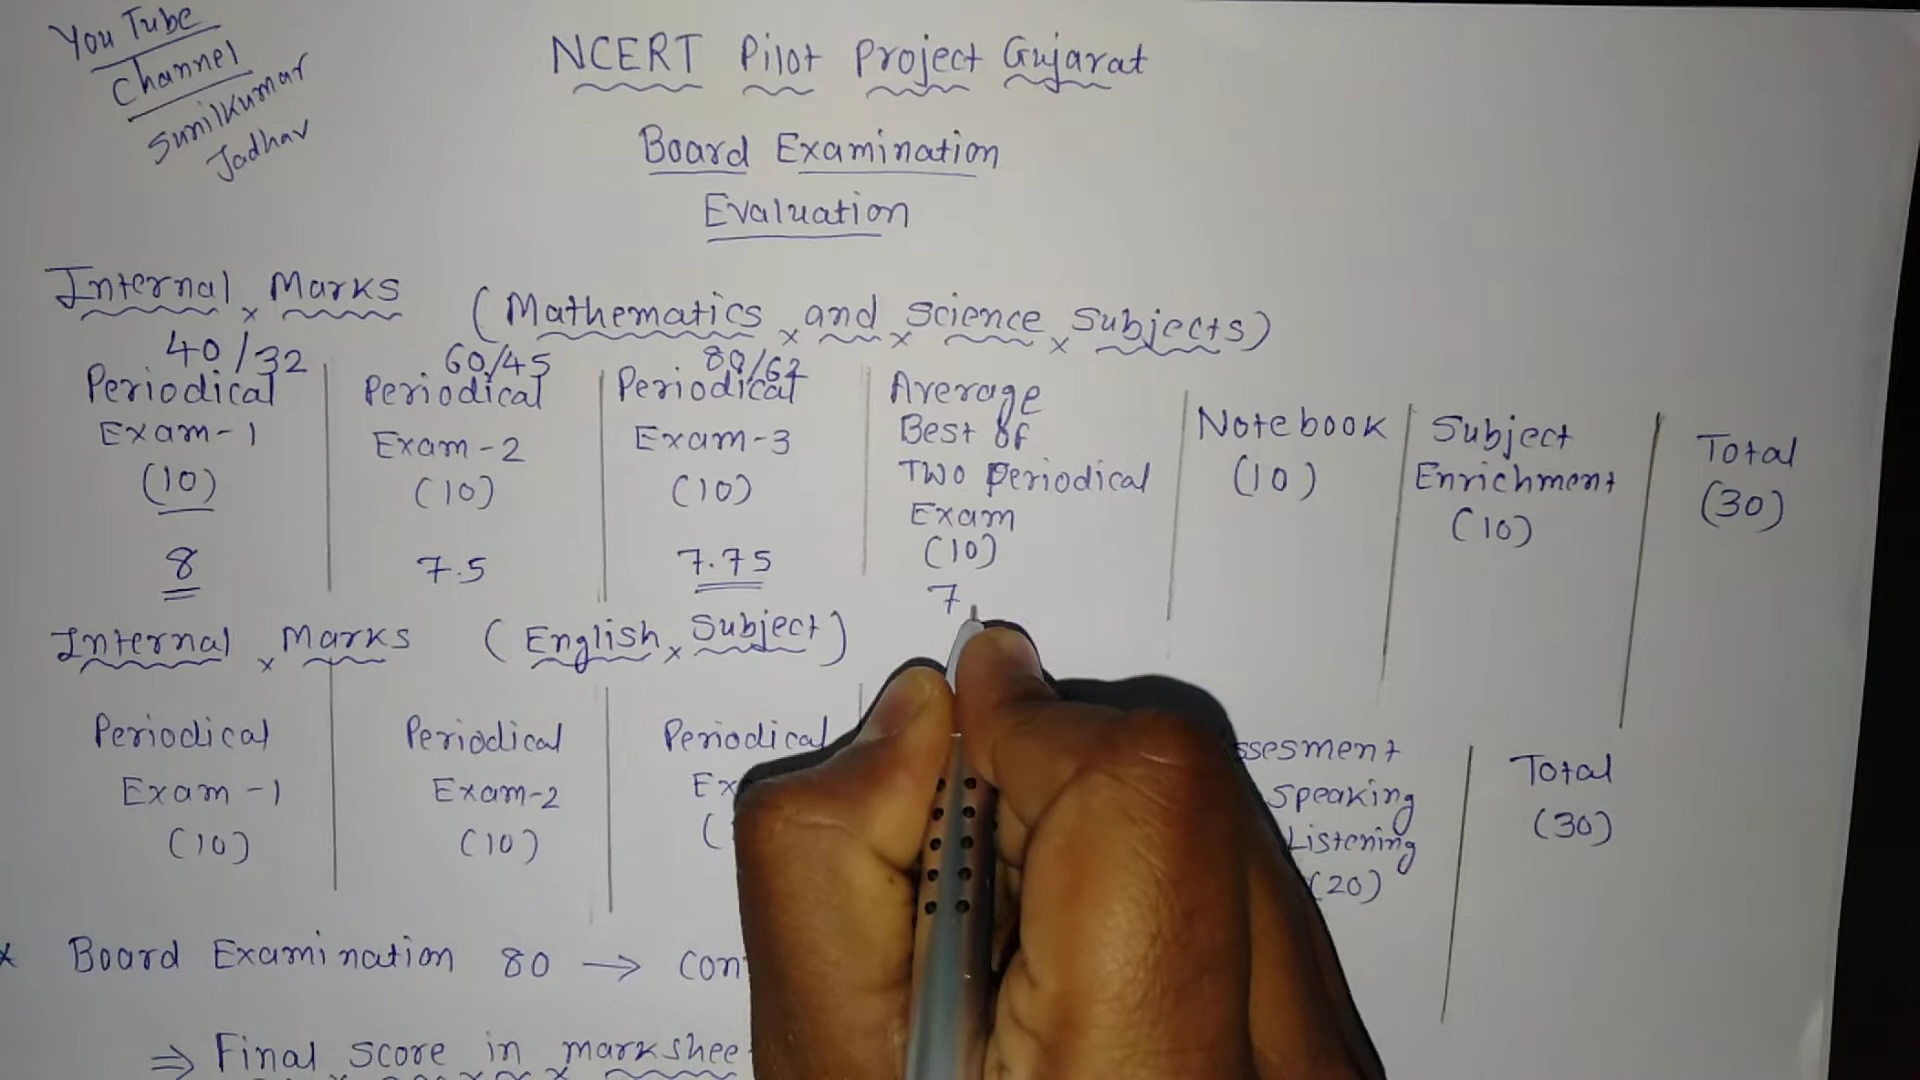 YouTube
Channel
Sunilkumar
Jadhav
NCERT Pilot Project Gujarat
Board Examination
Evaluation
Internal Marks (Mathematics and Science Subjects)
40/32 60/45 80/62
Periodical Exam-1 (10) 8
Periodical Exam-2 (10) 7.5
Periodical Exam-3 (10) 7.75
Average Best of Two Periodical Exam (10) 7
Notebook (10)
Subject Enrichment (10)
Total (30)
Internal Marks (English Subject)
Periodical Exam-1 (10)
Periodical Exam-2 (10)
Periodical
Speaking
Listening
(20)
Total (30)
x Board Examination 80 →
⇒ Final score in